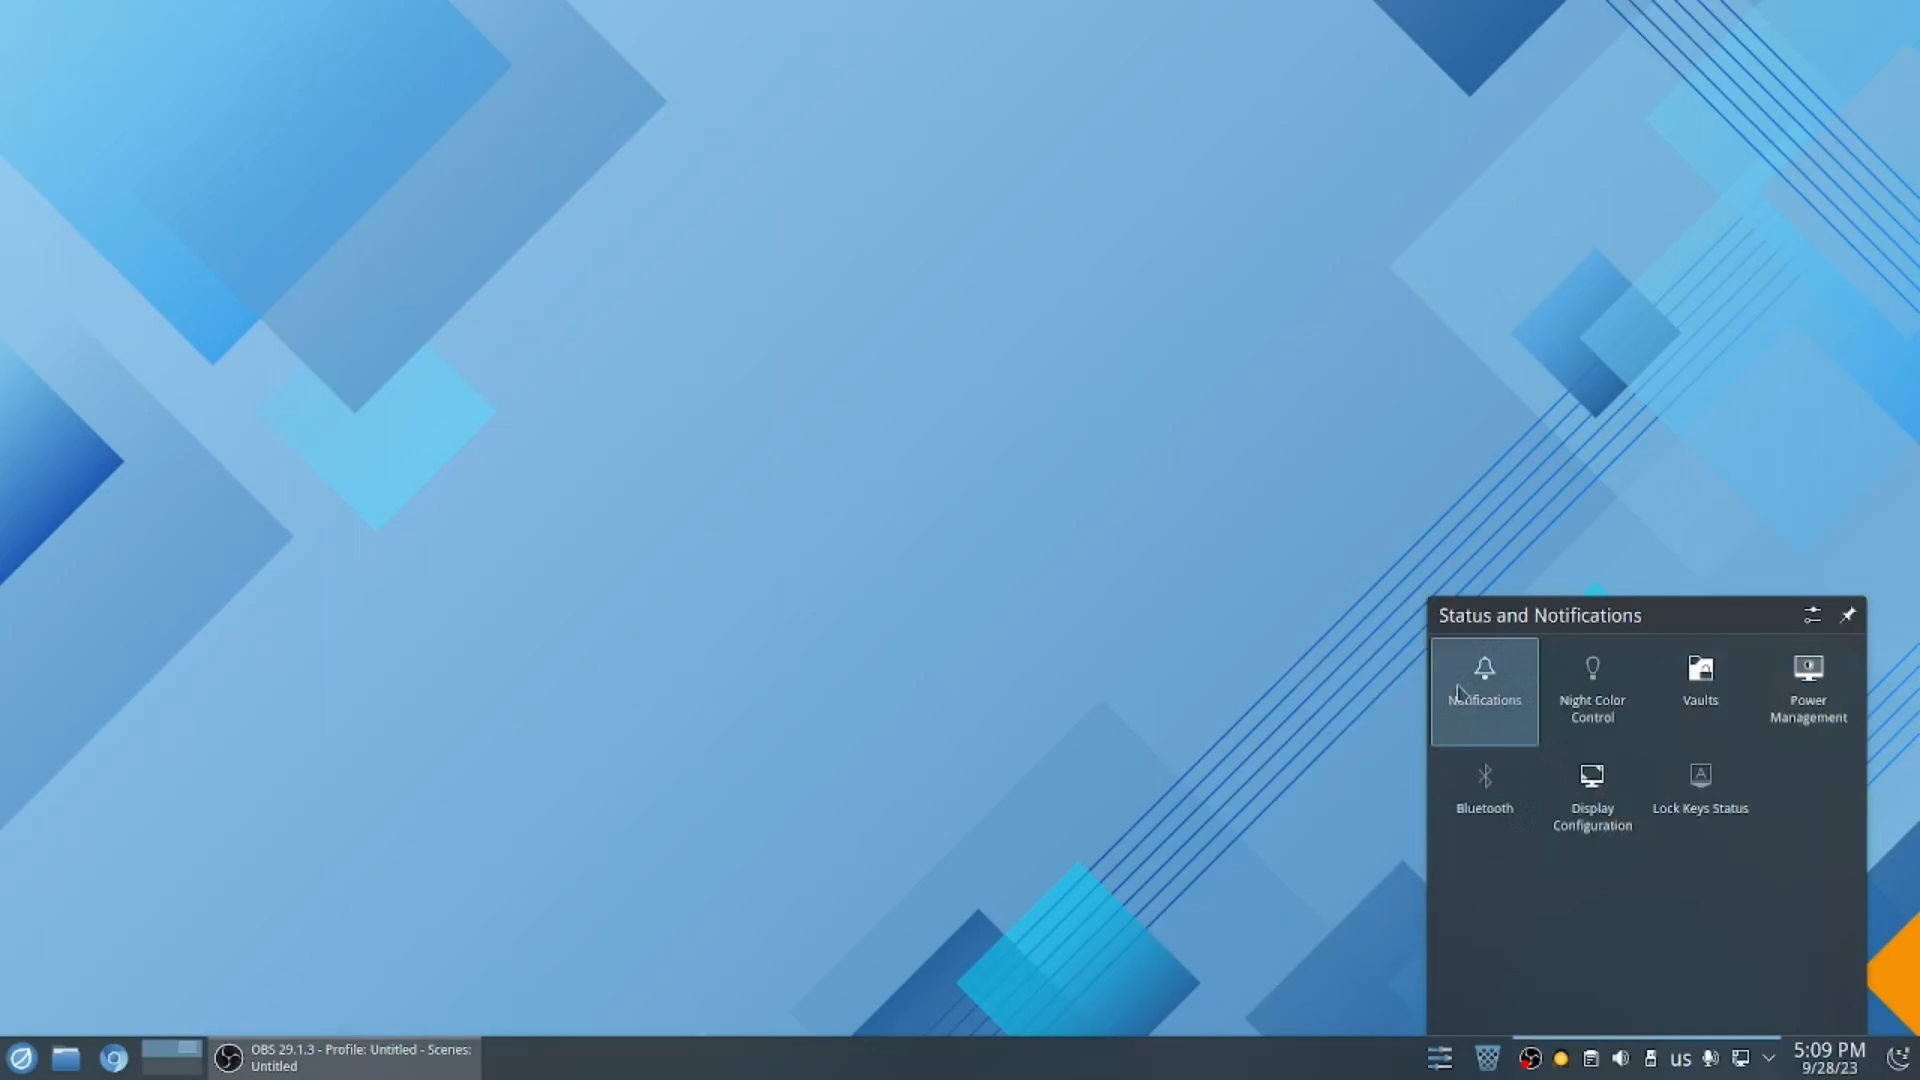 Status and Notifications
Notifications
Night Color
Control
Vaults
Power
Management
Bluetooth
Display
Configuration
Lock Keys Status
OBS 29.1.3 - Profile: Untitled - Scenes:
Untitled
us
5:09 PM
9/28/23